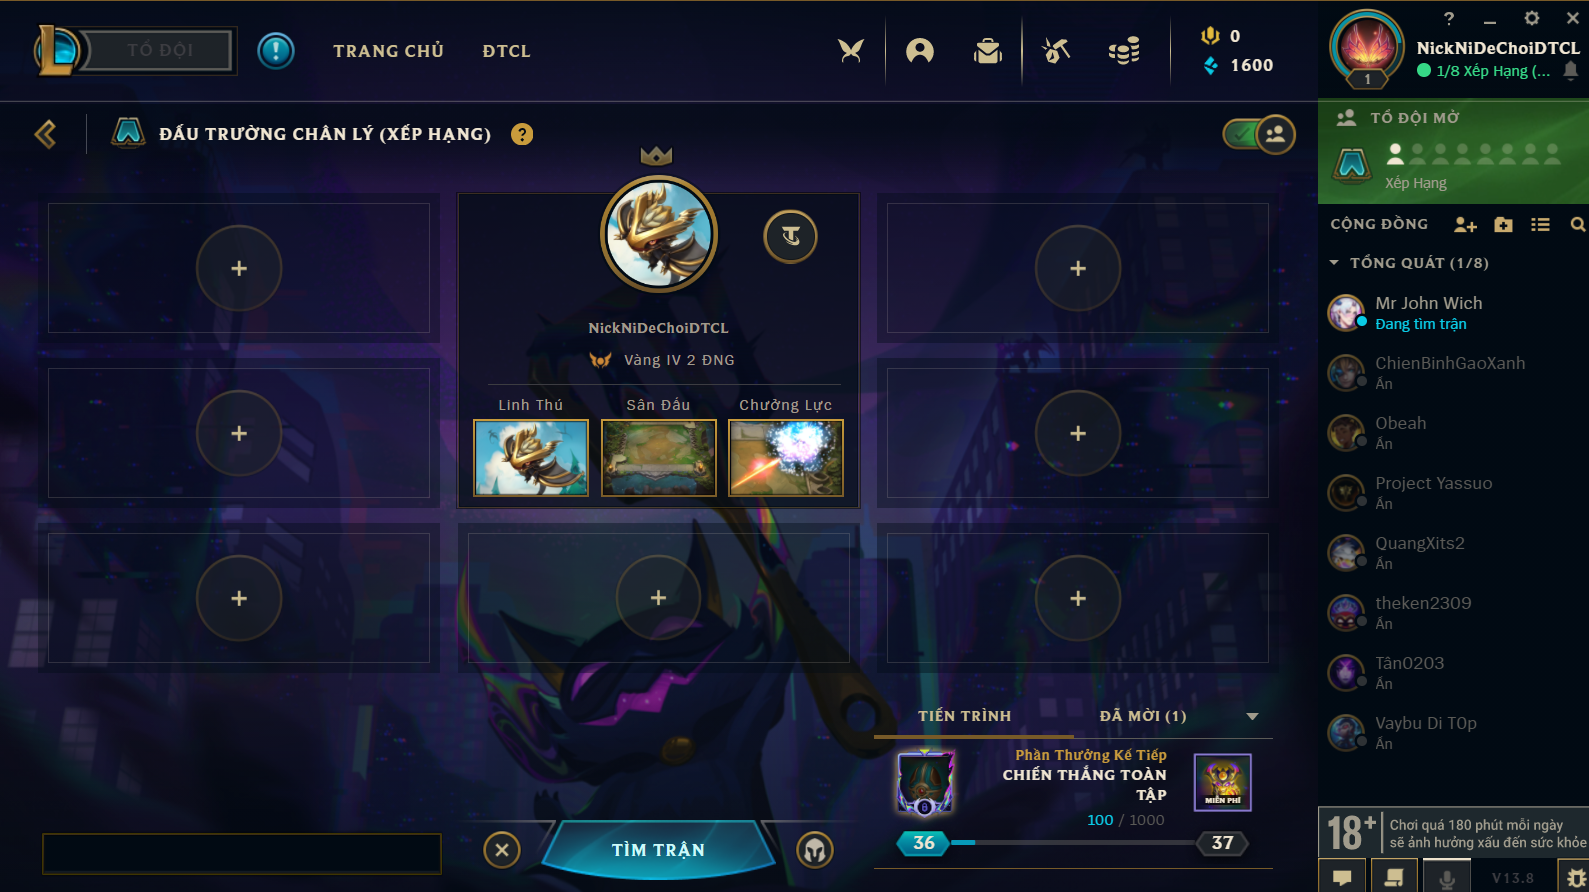 TỔ ĐỘI
TRANG CHỦ
ĐTCL
0
1600
NickNiDeChoiDTCL
1/8 Xếp Hạng (...
1
ĐẤU TRƯỜNG CHÂN LÝ (XẾP HẠNG)
TỔ ĐỘI MỞ
Xếp Hạng
CỘNG ĐỒNG
TỔNG QUÁT (1/8)
Mr John Wich
Đang tìm trận
ChienBinhGaoXanh
Ẩn
Obeah
Ẩn
Project Yassuo
Ẩn
QuangXits2
Ẩn
theken2309
Ẩn
Tân0203
Ẩn
Vaybu Di T0p
Ẩn
NickNiDeChoiDTCL
Vàng IV 2 ĐNG
Linh Thú
Sân Đấu
Chưởng Lực
TIẾN TRÌNH
ĐÃ MỜI (1)
Phần Thưởng Kế Tiếp
CHIẾN THẮNG TOÀN
TẬP
MIỄN PHÍ
100 / 1000
36
37
TÌM TRẬN
18+
Chơi quá 180 phút mỗi ngày
sẽ ảnh hưởng xấu đến sức khỏe
V13.8